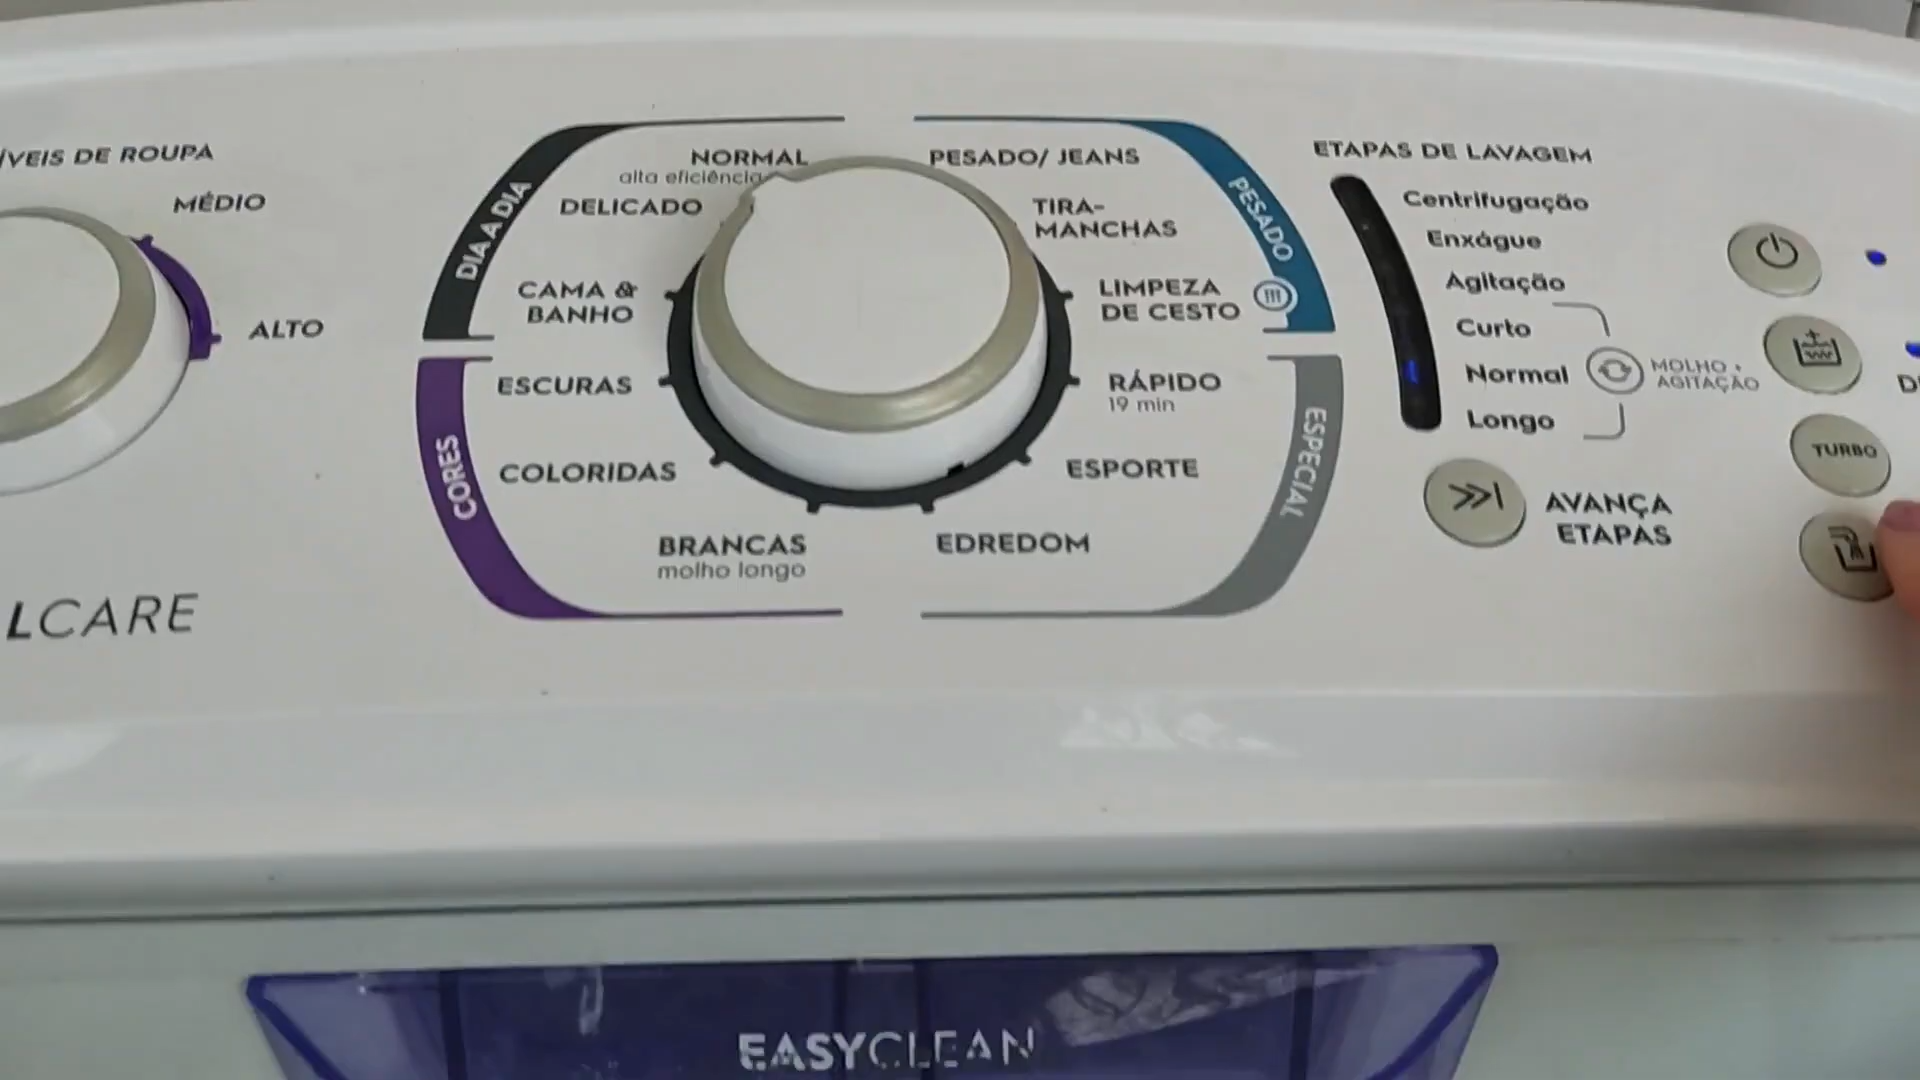 ÍVEIS DE ROUPA
MÉDIO
ALTO
LCARE
DIA A DIA
NORMAL
alta eficiência
DELICADO
CAMA &
BANHO
CORES
ESCURAS
COLORIDAS
BRANCAS
molho longo
PESADO
PESADO/ JEANS
TIRA-
MANCHAS
LIMPEZA
DE CESTO
ESPECIAL
RÁPIDO
19 min
ESPORTE
EDREDOM
ETAPAS DE LAVAGEM
Centrifugação
Enxágue
Agitação
Curto
Normal
Longo
MOLHO +
AGITAÇÃO
AVANÇA
ETAPAS
TURBO
EASYCLEAN